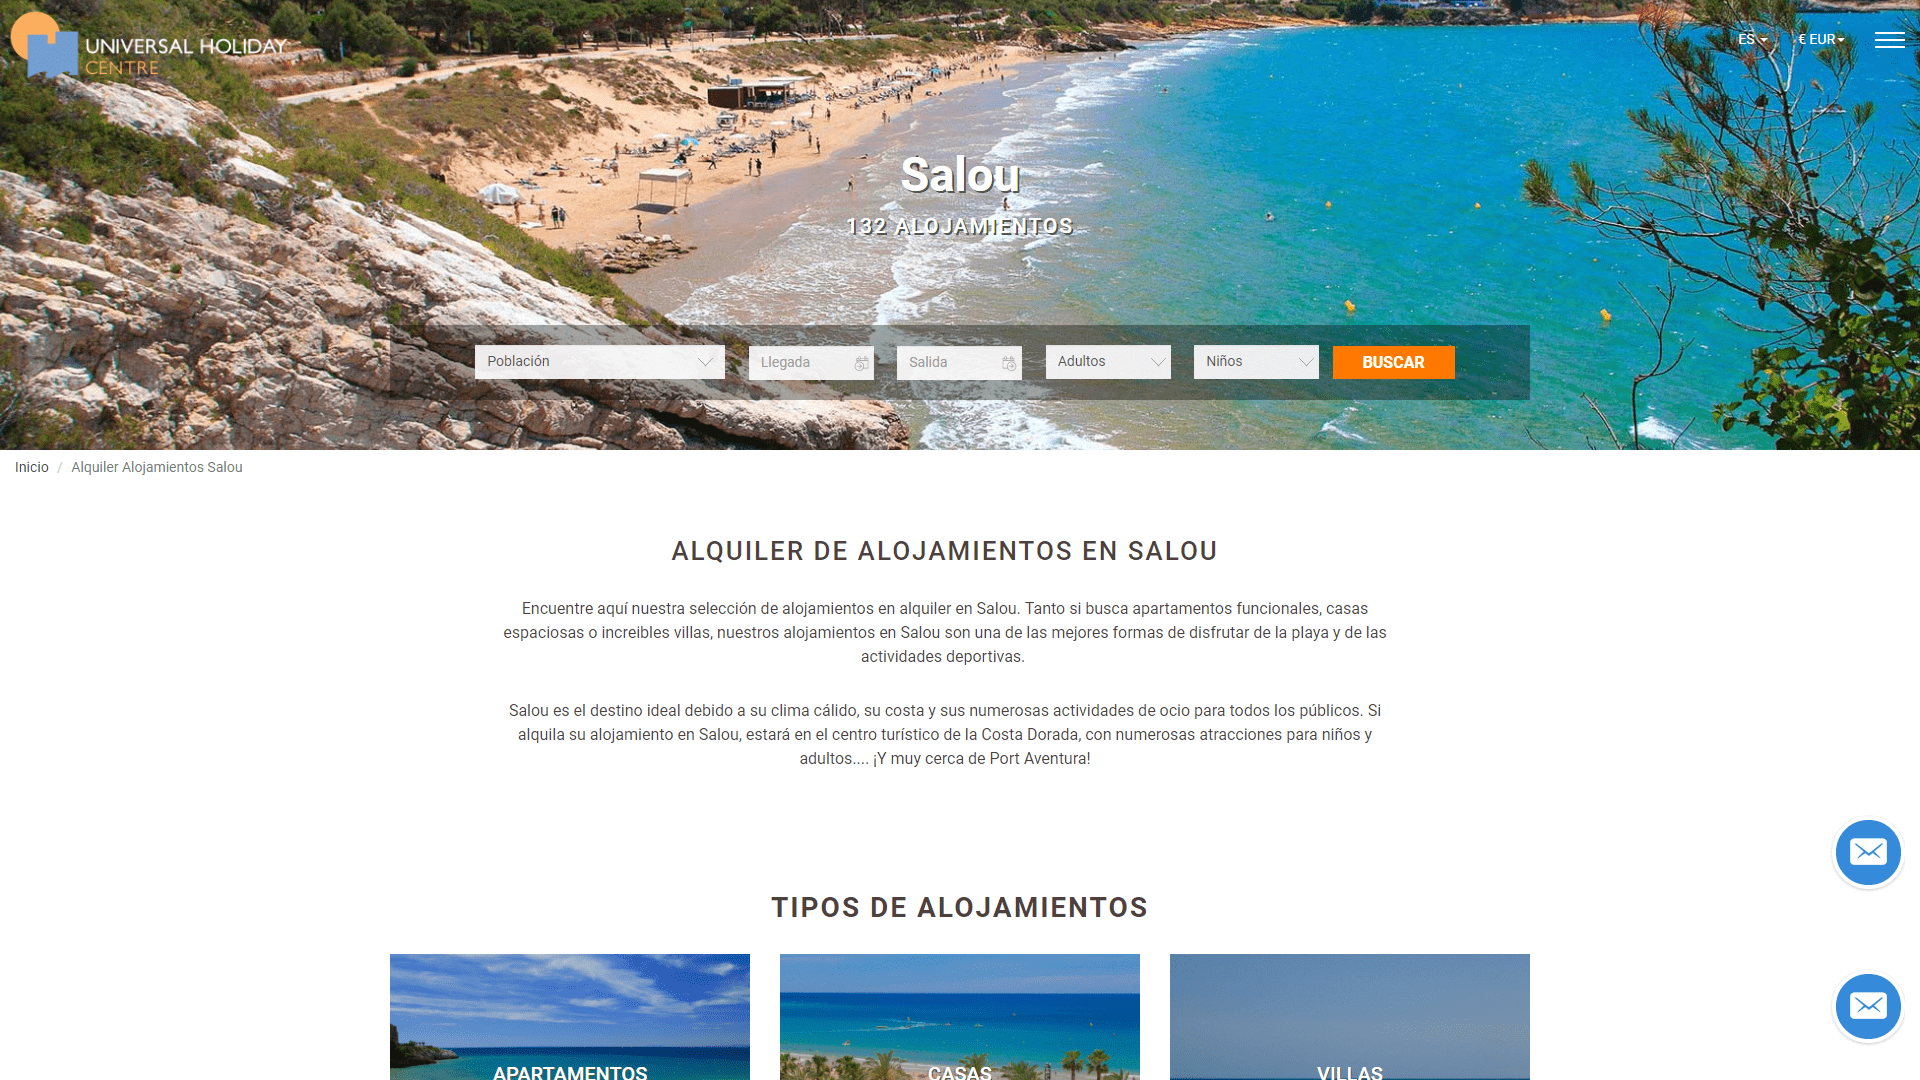 UNIVERSAL HOLIDAY
CENTRE
ES
€ EUR
Salou
132 ALOJAMIENTOS
Población
Llegada
Salida
Adultos
Niños
BUSCAR
Inicio / Alquiler Alojamientos Salou
ALQUILER DE ALOJAMIENTOS EN SALOU
Encuentre aquí nuestra selección de alojamientos en alquiler en Salou. Tanto si busca apartamentos funcionales, casas
espaciosas o increibles villas, nuestros alojamientos en Salou son una de las mejores formas de disfrutar de la playa y de las
actividades deportivas.
Salou es el destino ideal debido a su clima cálido, su costa y sus numerosas actividades de ocio para todos los públicos. Si
alquila su alojamiento en Salou, estará en el centro turístico de la Costa Dorada, con numerosas atracciones para niños y
adultos.... ¡Y muy cerca de Port Aventura!
TIPOS DE ALOJAMIENTOS
APARTAMENTOS
CASAS
VILLAS